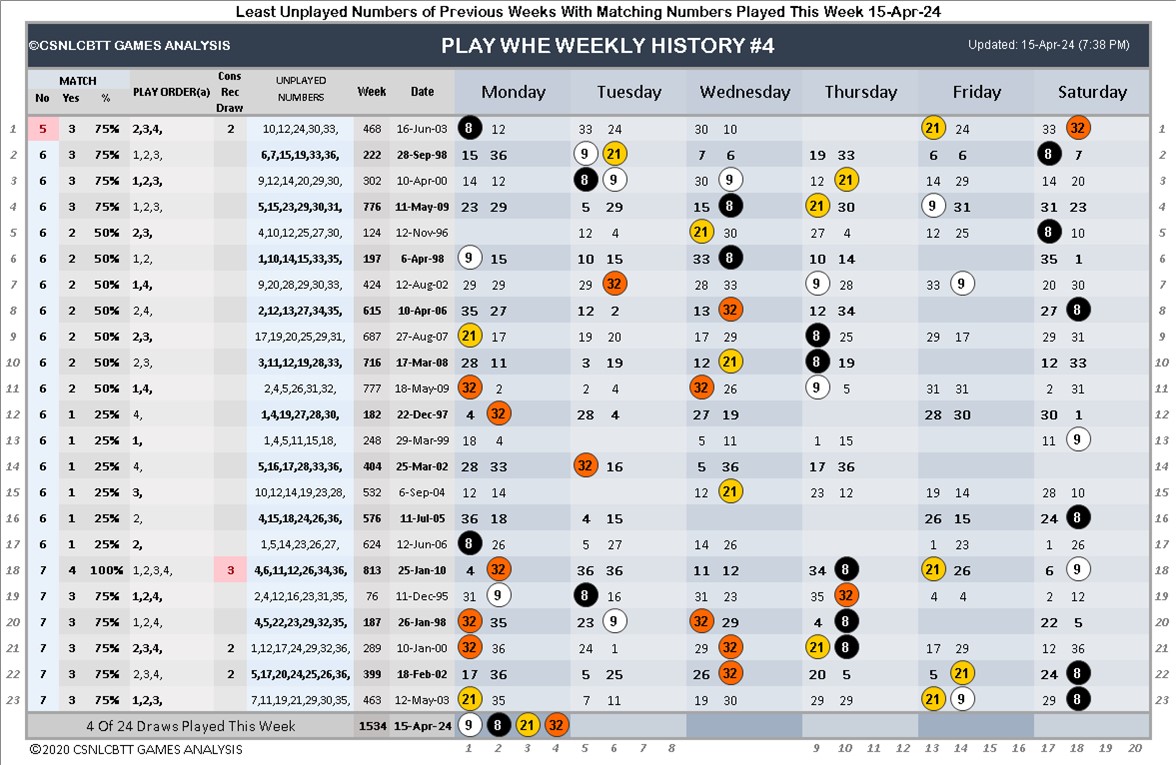 Least Unplayed Numbers of Previous Weeks With Matching Numbers Played This Week 15-Apr-24
©CSNLCBTT GAMES ANALYSIS PLAY WHE WEEKLY HISTORY #4 Updated: 15-Apr-24 (7:38 PM)
MATCH PLAY ORDER(a) Cons Rec Draw UNPLAYED NUMBERS Week Date Monday Tuesday Wednesday Thursday Friday Saturday
No Yes %
1 5 3 75% 2,3,4, 2 10,12,24,30,33, 468 16-Jun-03 8 12 33 24 30 10 21 24 33 32 1
2 6 3 75% 1,2,3, 6,7,15,19,33,36, 222 28-Sep-98 15 36 9 21 7 6 19 33 6 6 8 7 2
3 6 3 75% 1,2,3, 9,12,14,20,29,30, 302 10-Apr-00 14 12 8 9 30 9 12 21 14 29 14 20 3
4 6 3 75% 1,2,3, 5,15,23,29,30,31, 776 11-May-09 23 29 5 29 15 8 21 30 9 31 31 23 4
5 6 2 50% 2,3, 4,10,12,25,27,30, 124 12-Nov-96 12 4 21 30 27 4 12 25 8 10 5
6 6 2 50% 1,2, 1,10,14,15,33,35, 197 6-Apr-98 9 15 10 15 33 8 10 14 35 1 6
7 6 2 50% 1,4, 9,20,28,29,30,33, 424 12-Aug-02 29 29 29 32 28 33 9 28 33 9 20 30 7
8 6 2 50% 2,4, 2,12,13,27,34,35, 615 10-Apr-06 35 27 12 2 13 32 12 34 27 8 8
9 6 2 50% 2,3, 17,19,20,25,29,31, 687 27-Aug-07 21 17 19 20 17 29 8 25 29 17 29 31 9
10 6 2 50% 2,3, 3,11,12,19,28,33, 716 17-Mar-08 28 11 3 19 12 21 8 19 12 33 10
11 6 2 50% 1,4, 2,4,5,26,31,32, 777 18-May-09 32 2 2 4 32 26 9 5 31 31 2 31 11
12 6 1 25% 4, 1,4,19,27,28,30, 182 22-Dec-97 4 32 28 4 27 19 28 30 30 1 12
13 6 1 25% 1, 1,4,5,11,15,18, 248 29-Mar-99 18 4 5 11 1 15 11 9 13
14 6 1 25% 4, 5,16,17,28,33,36, 404 25-Mar-02 28 33 32 16 5 36 17 36 14
15 6 1 25% 3, 10,12,14,19,23,28, 532 6-Sep-04 12 14 12 21 23 12 19 14 28 10 15
16 6 1 25% 2, 4,15,18,24,26,36, 576 11-Jul-05 36 18 4 15 26 15 24 8 16
17 6 1 25% 2, 1,5,14,23,26,27, 624 12-Jun-06 8 26 5 27 14 26 1 23 1 26 17
18 7 4 100% 1,2,3,4, 3 4,6,11,12,26,34,36, 813 25-Jan-10 4 32 36 36 11 12 34 8 21 26 6 9 18
19 7 3 75% 1,2,4, 2,4,12,16,23,31,35, 76 11-Dec-95 31 9 8 16 31 23 35 32 4 4 2 12 19
20 7 3 75% 1,2,4, 4,5,22,23,29,32,35, 187 26-Jan-98 32 35 23 9 32 29 4 8 22 5 20
21 7 3 75% 2,3,4, 2 1,12,17,24,29,32,36, 289 10-Jan-00 32 36 24 1 29 32 21 8 17 29 12 36 21
22 7 3 75% 2,3,4, 2 5,17,20,24,25,26,36, 399 18-Feb-02 17 36 5 25 26 32 20 5 5 21 24 8 22
23 7 3 75% 1,2,3, 7,11,19,21,29,30,35, 463 12-May-03 21 35 7 11 19 30 29 29 21 9 29 8 23
4 Of 24 Draws Played This Week 1534 15-Apr-24 9 8 21 32
©2020 CSNLCBTT GAMES ANALYSIS 1 2 3 4 5 6 7 8 9 10 11 12 13 14 15 16 17 18 19 20